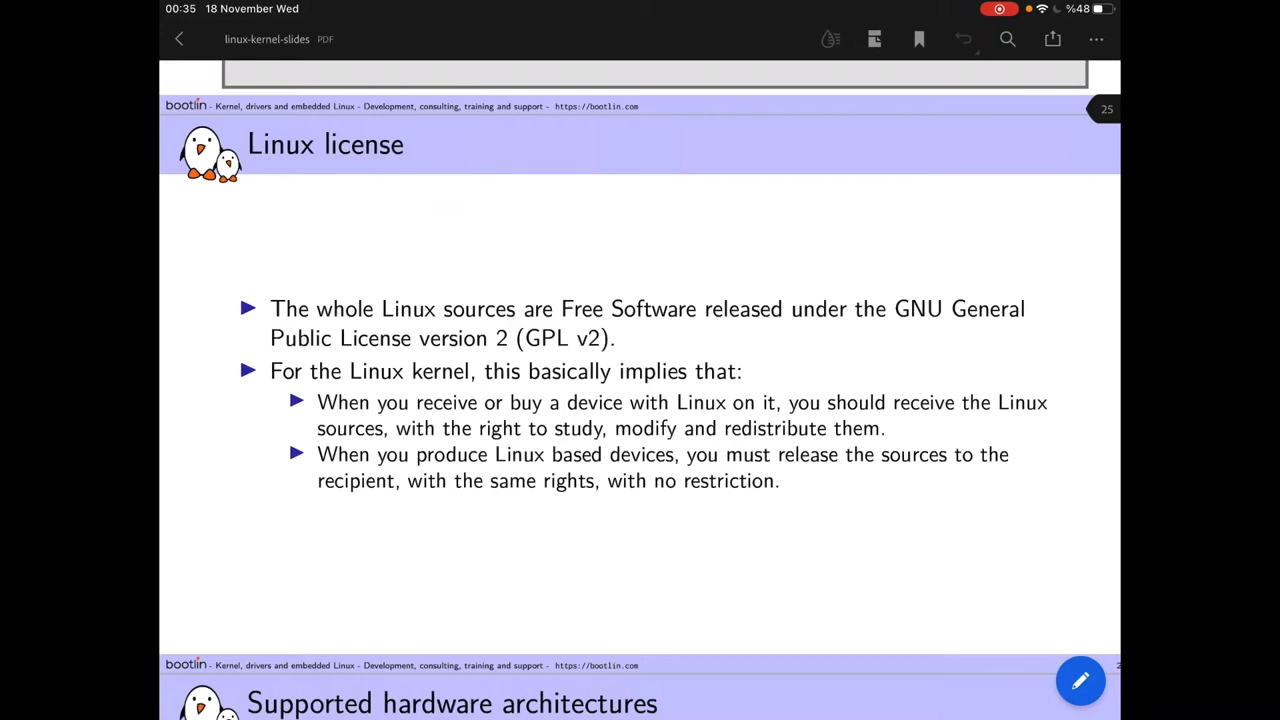 00:35 18 November Wed %48
linux-kernel-slides PDF
bootlin - Kernel, drivers and embedded Linux - Development, consulting, training and support - https://bootlin.com
25
Linux license
▶ The whole Linux sources are Free Software released under the GNU General
Public License version 2 (GPL v2).
▶ For the Linux kernel, this basically implies that:
▶ When you receive or buy a device with Linux on it, you should receive the Linux
sources, with the right to study, modify and redistribute them.
▶ When you produce Linux based devices, you must release the sources to the
recipient, with the same rights, with no restriction.
bootlin - Kernel, drivers and embedded Linux - Development, consulting, training and support - https://bootlin.com
Supported hardware architectures